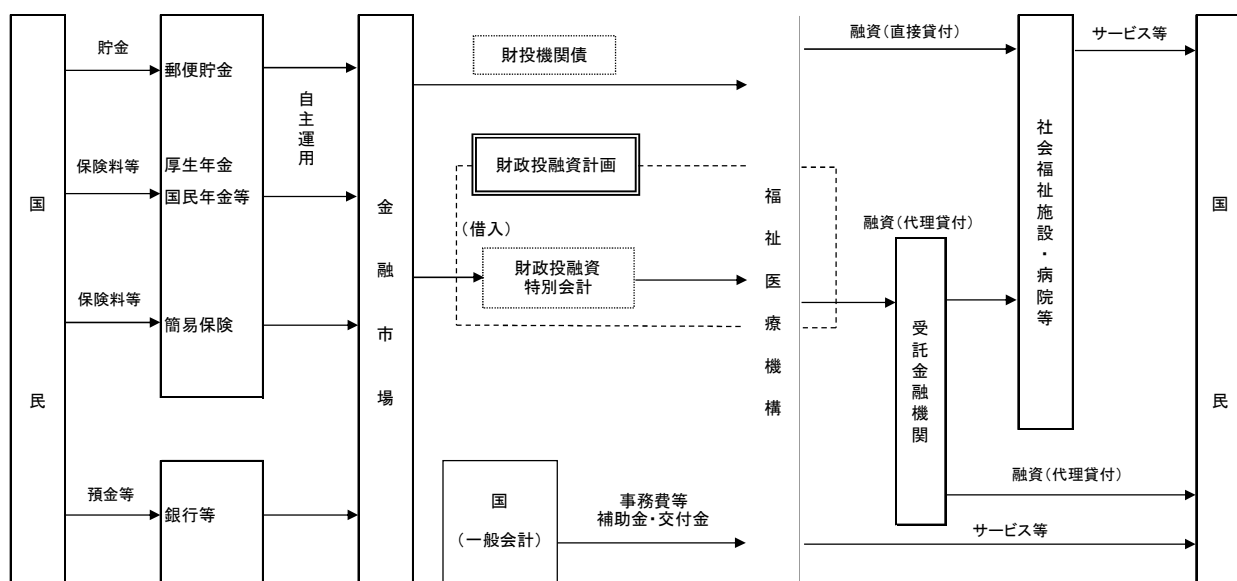 国民
貯金
保険料等
保険料等
預金等
郵便貯金
厚生年金
国民年金等
簡易保険
銀行等
自主運用
金融市場
財投機関債
財政投融資計画
(借入)
財政投融資
特別会計
国
(一般会計)
事務費等
補助金・交付金
福祉医療機構
融資(直接貸付)
融資(代理貸付)
受託金融機関
社会福祉施設・病院等
サービス等
融資(代理貸付)
サービス等
国民